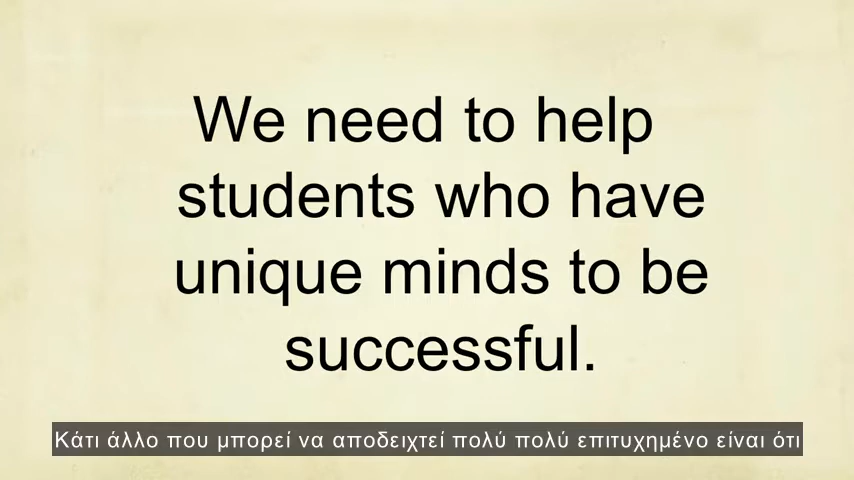 We need to help
students who have
unique minds to be
successful.
Κάτι άλλο που μπορεί να αποδειχτεί πολύ πολύ επιτυχημένο είναι ότι